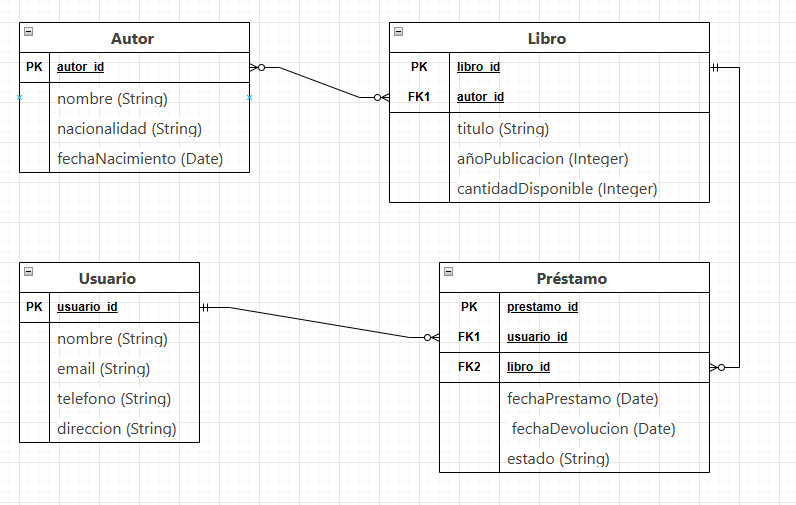 Autor
PK autor_id
nombre (String)
nacionalidad (String)
fechaNacimiento (Date)
Libro
PK libro_id
FK1 autor_id
titulo (String)
añoPublicacion (Integer)
cantidadDisponible (Integer)
Usuario
PK usuario_id
nombre (String)
email (String)
telefono (String)
direccion (String)
Préstamo
PK prestamo_id
FK1 usuario_id
FK2 libro_id
fechaPrestamo (Date)
fechaDevolucion (Date)
estado (String)